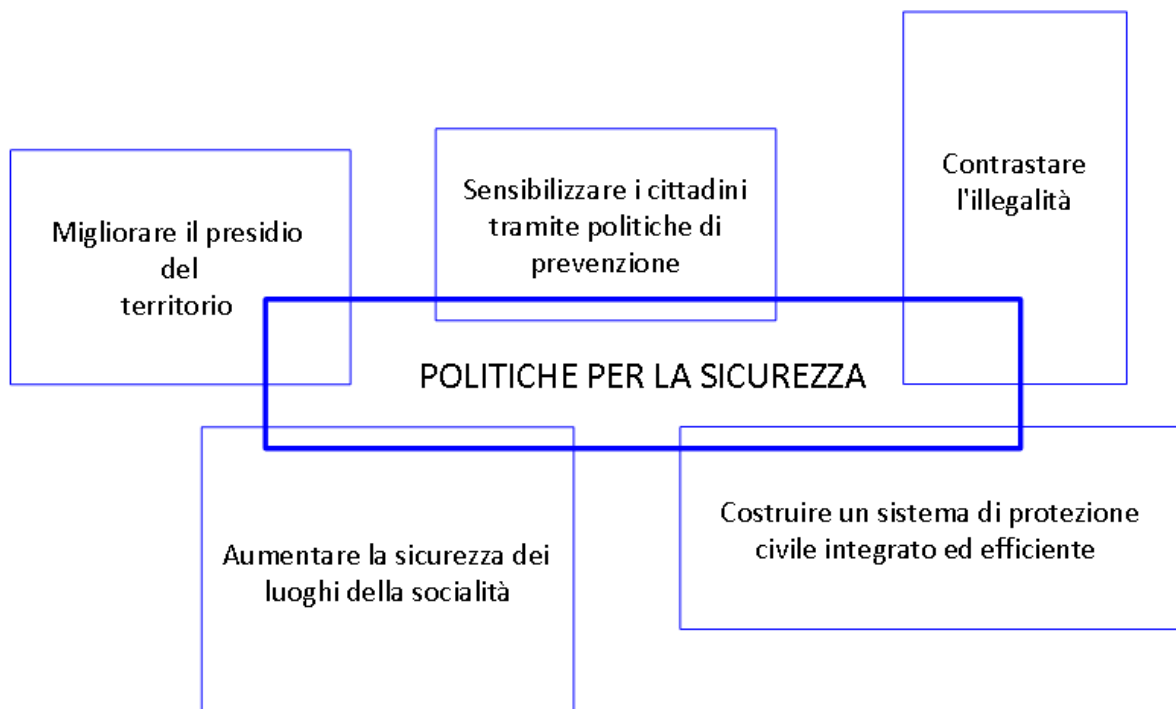 Migliorare il presidio
del
territorio
Sensibilizzare i cittadini
tramite politiche di
prevenzione
Contrastare
l'illegalità
POLITICHE PER LA SICUREZZA
Aumentare la sicurezza dei
luoghi della socialità
Costruire un sistema di protezione
civile integrato ed efficiente